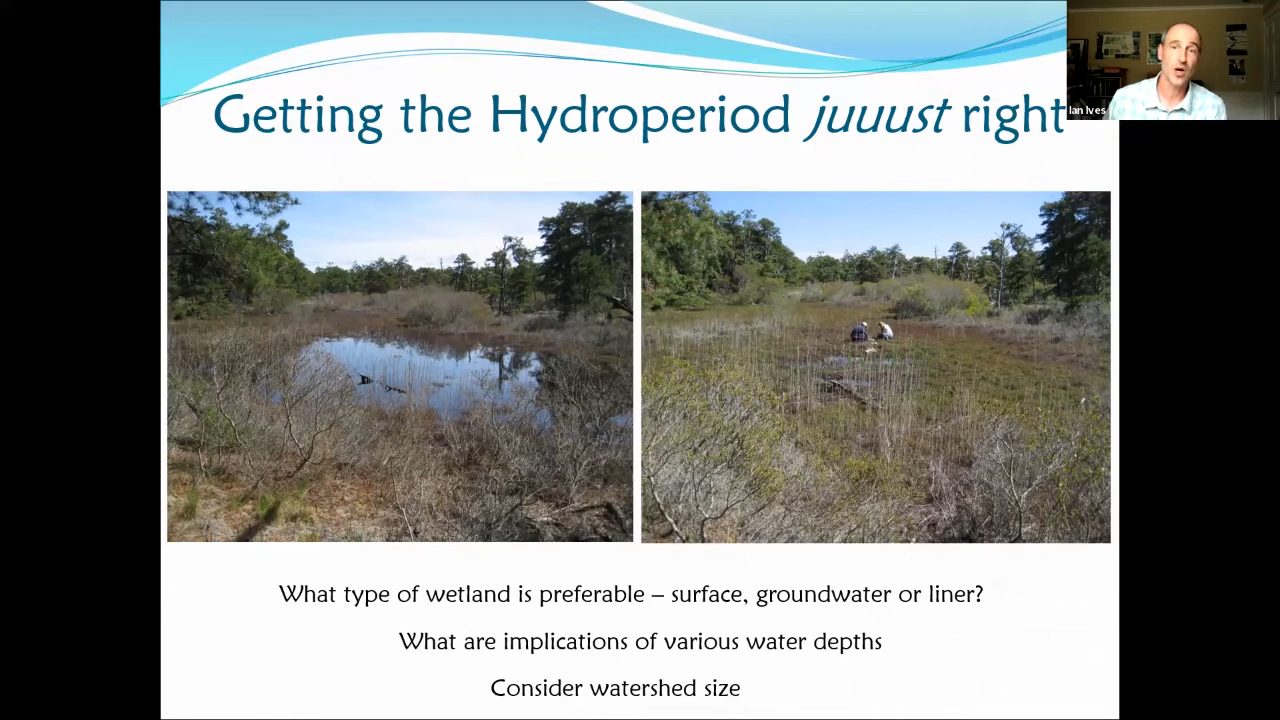 Getting the Hydroperiod juuust right
Ian Ives
What type of wetland is preferable – surface, groundwater or liner?
What are implications of various water depths
Consider watershed size